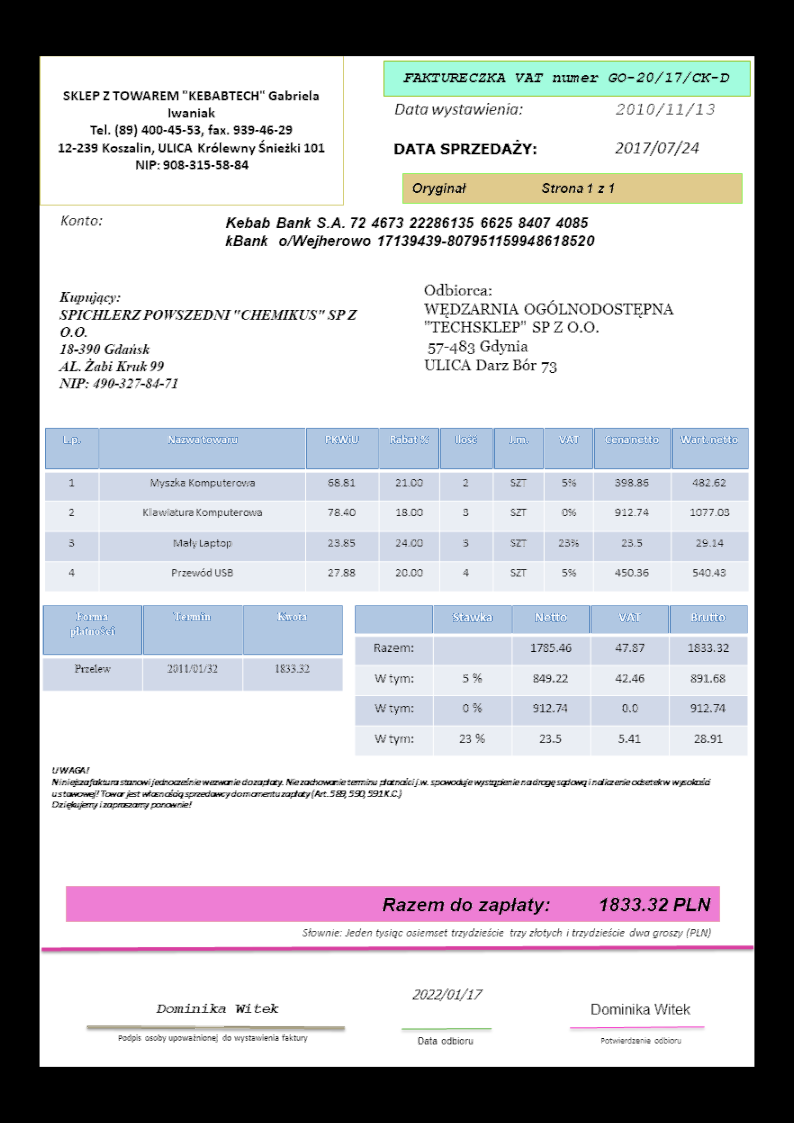 SKLEP Z TOWAREM "KEBABTECH" Gabriela
Iwaniak
Tel. (89) 400-45-53, fax. 939-46-29
12-239 Koszalin, ULICA Królewny Śnieżki 101
NIP: 908-315-58-84
FAKTURECZKA VAT numer GO-20/17/CK-D
Data wystawienia: 2010/11/13
DATA SPRZEDAŻY: 2017/07/24
Oryginał Strona 1 z 1
Konto: Kebab Bank S.A. 72 4673 22286135 6625 8407 4085
kBank o/Wejherowo 17139439-807951159948618520
Kupujący:
SPICHLERZ POWSZEDNI "CHEMIKUS" SP Z
O.O.
18-390 Gdańsk
AL. Żabi Kruk 99
NIP: 490-327-84-71
Odbiorca:
WĘDZARNIA OGÓLNODOSTĘPNA
"TECHSKLEP" SP Z O.O.
57-483 Gdynia
ULICA Darz Bór 73
L.p. Nazwa towaru PKWiU Rabat % Ilość J.m. VAT Cena netto Wart. netto
1 Myszka Komputerowa 68.81 21.00 2 SZT 5% 398.86 482.62
2 Klawiatura Komputerowa 78.40 18.00 3 SZT 0% 912.74 1077.03
3 Mały Laptop 23.85 24.00 3 SZT 23% 23.5 29.14
4 Przewód USB 27.88 20.00 4 SZT 5% 450.36 540.43
Forma płatności Termin Kwota
Przelew 2011/01/32 1833.32
Stawka Netto VAT Brutto
Razem: 1785.46 47.87 1833.32
W tym: 5 % 849.22 42.46 891.68
W tym: 0 % 912.74 0.0 912.74
W tym: 23 % 23.5 5.41 28.91
UWAGA!
Niniejsza faktura stanowi jednocześnie wezwanie do zapłaty. Nie zachowanie terminu płatności j.w. spowoduje wystąpienie na drogę sądową i naliczenie odsetek w wysokości
ustawowej! Towar jest własnością sprzedawcy do momentu zapłaty (Art. 589, 590, 591 K.C.)
Dziękujemy i zapraszamy ponownie!
Razem do zapłaty: 1833.32 PLN
Słownie: Jeden tysiąc osiemset trzydzieście trzy złotych i trzydzieście dwa groszy (PLN)
Dominika Witek
Podpis osoby upoważnionej do wystawienia faktury
2022/01/17
Data odbioru
Dominika Witek
Potwierdzenie odbioru